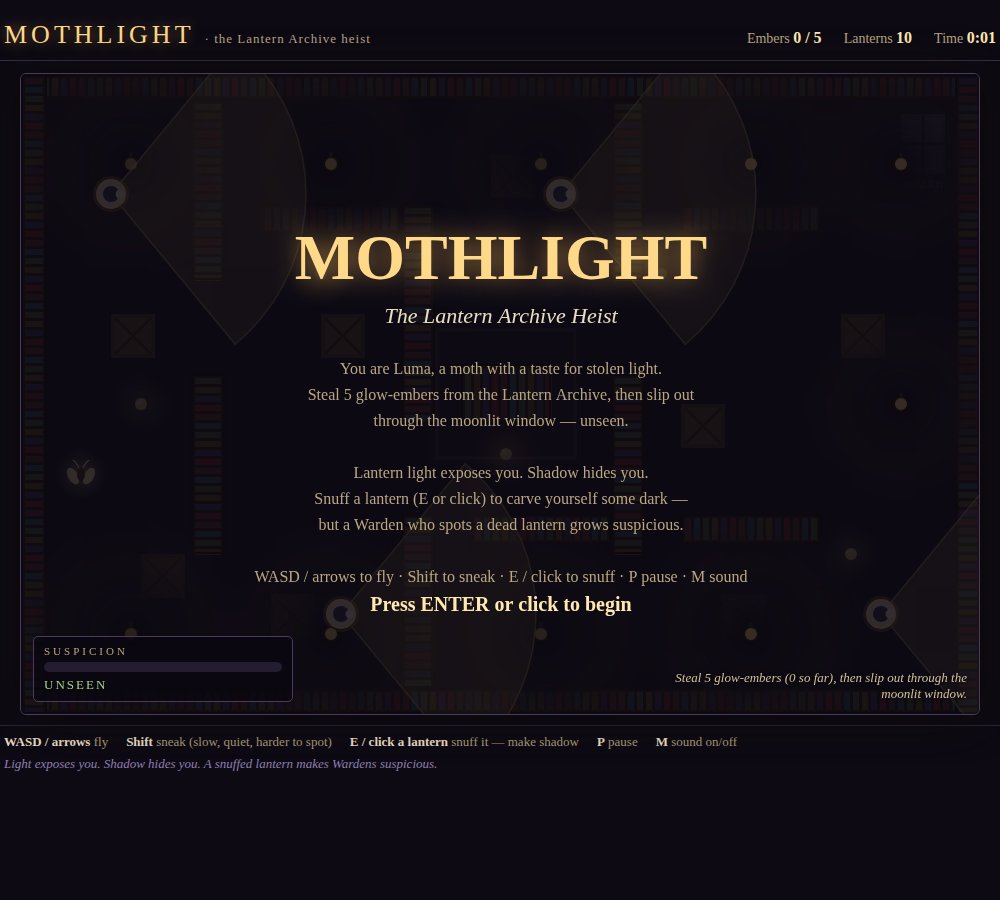 MOTHLIGHT · the Lantern Archive heist Embers 0 / 5 Lanterns 10 Time 0:01
MOTHLIGHT
The Lantern Archive Heist
You are Luma, a moth with a taste for stolen light.
Steal 5 glow-embers from the Lantern Archive, then slip out
through the moonlit window — unseen.
Lantern light exposes you. Shadow hides you.
Snuff a lantern (E or click) to carve yourself some dark —
but a Warden who spots a dead lantern grows suspicious.
WASD / arrows to fly · Shift to sneak · E / click to snuff · P pause · M sound
Press ENTER or click to begin
SUSPICION
UNSEEN
Steal 5 glow-embers (0 so far), then slip out through the
moonlit window.
WASD / arrows fly Shift sneak (slow, quiet, harder to spot) E / click a lantern snuff it — make shadow P pause M sound on/off
Light exposes you. Shadow hides you. A snuffed lantern makes Wardens suspicious.